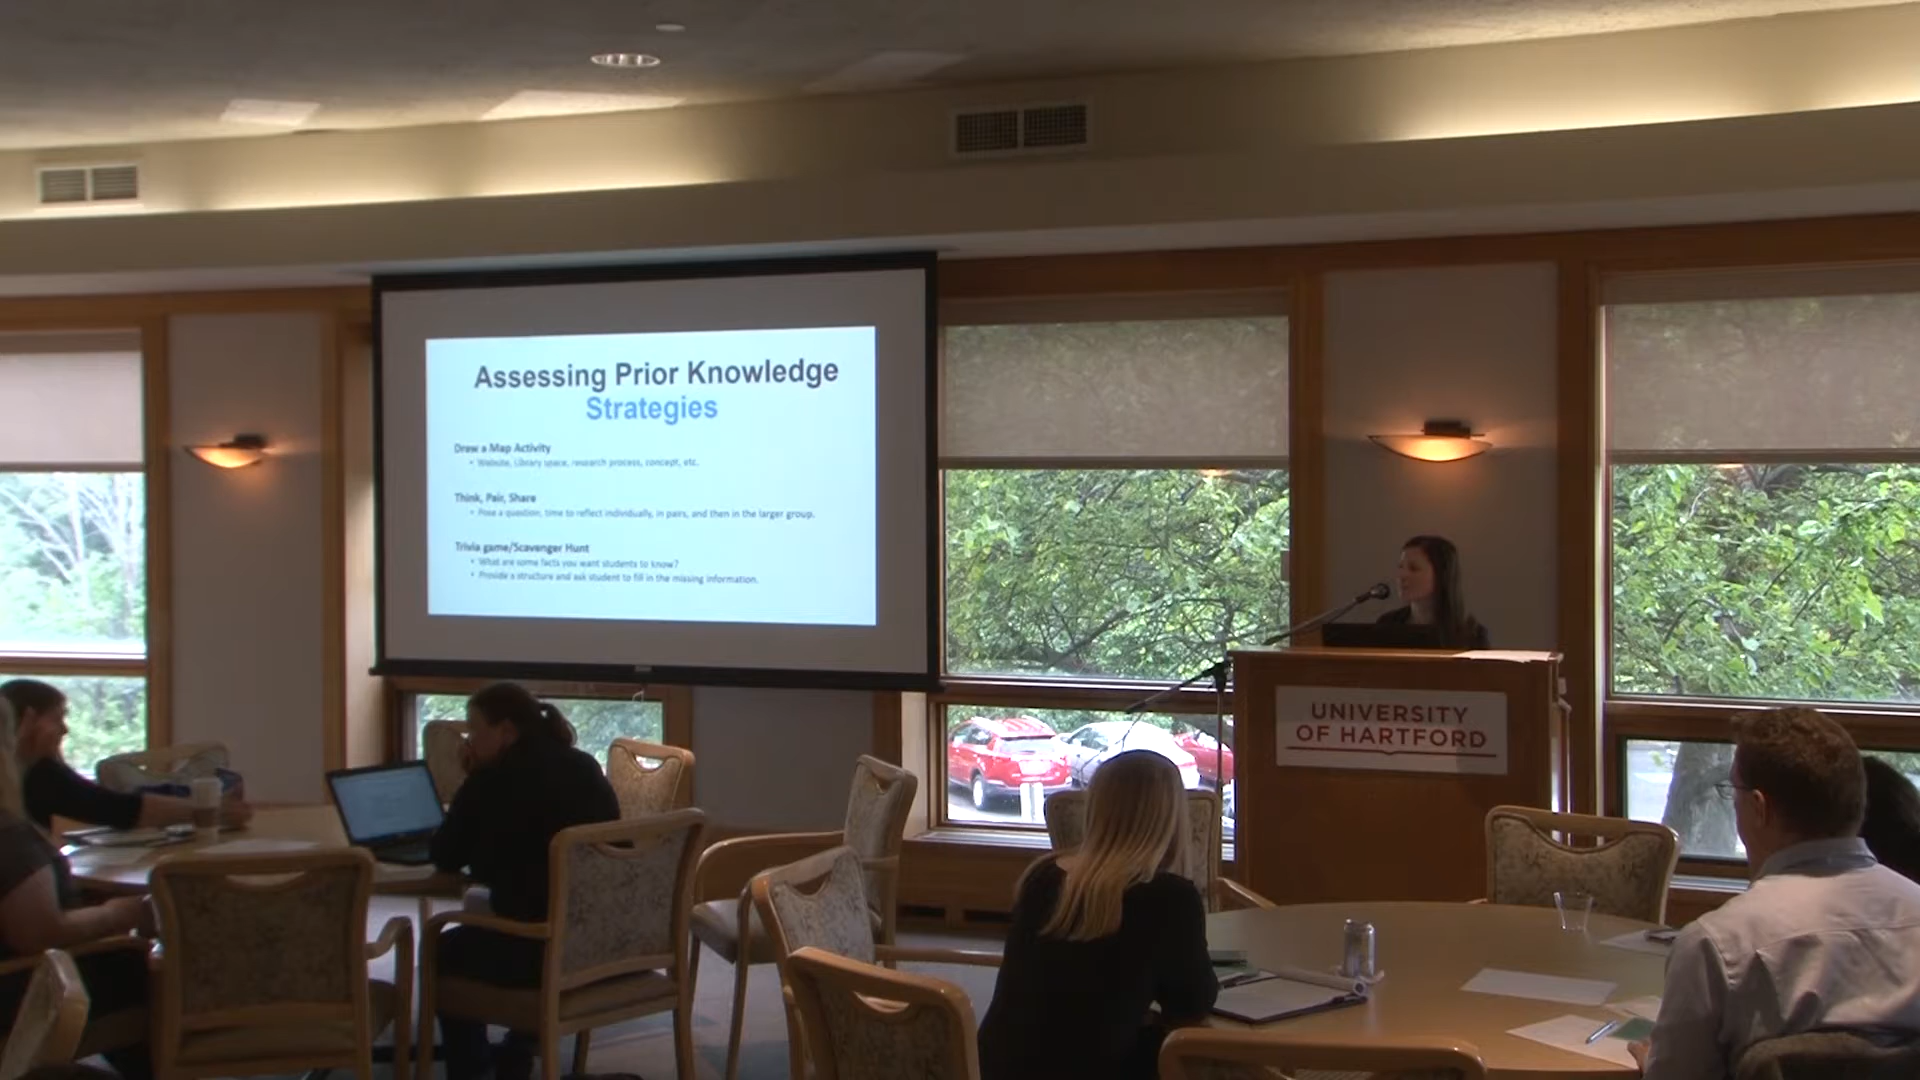 Assessing Prior Knowledge
Strategies
Draw a Map Activity
• Website, Library space, research process, concept, etc.
Think, Pair, Share
• Pose a question, time to reflect individually, in pairs, and then in the larger group.
Trivia game/Scavenger Hunt
• What are some facts you want students to know?
• Provide a structure and ask student to fill in the missing information.
UNIVERSITY
OF HARTFORD